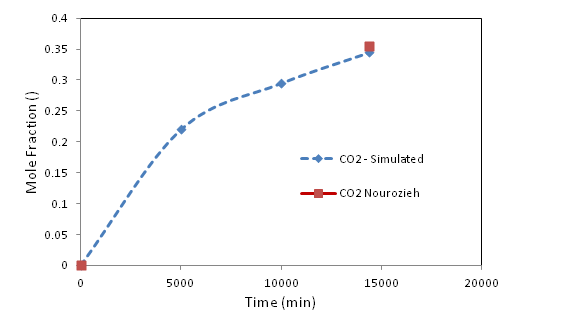 0.4
0.35
0.3
0.25
0.2
0.15
0.1
0.05
0
Mole Fraction ()
CO2 - Simulated
CO2 Nourozieh
0 5000 10000 15000 20000
Time (min)